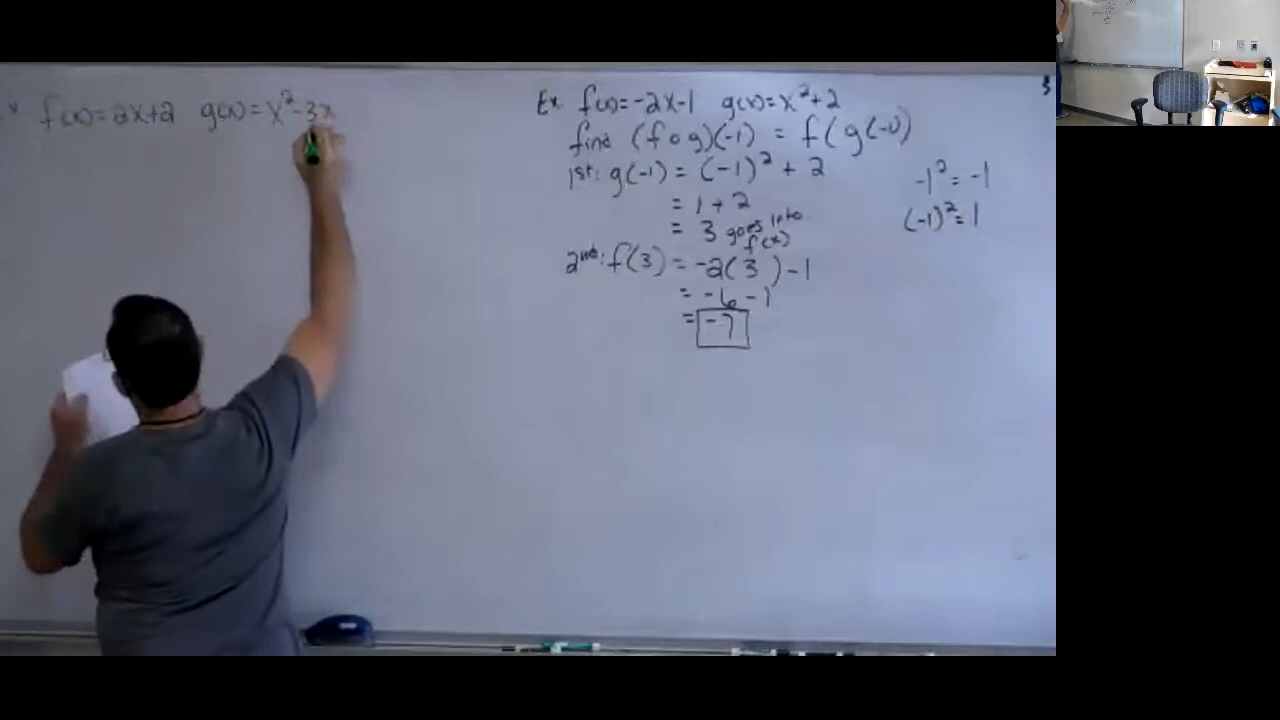 x f(x)=2x+2 g(x)=x²-3x
Ex f(x)=-2x-1 g(x)=x²+2
find (f o g)(-1) = f(g(-1)
1st: g(-1) = (-1)² + 2
= 1 + 2
= 3 goes into f(x)
2nd: f(3) = -2(3)-1
= -6-1
= -7
-1² = -1
(-1)² = 1